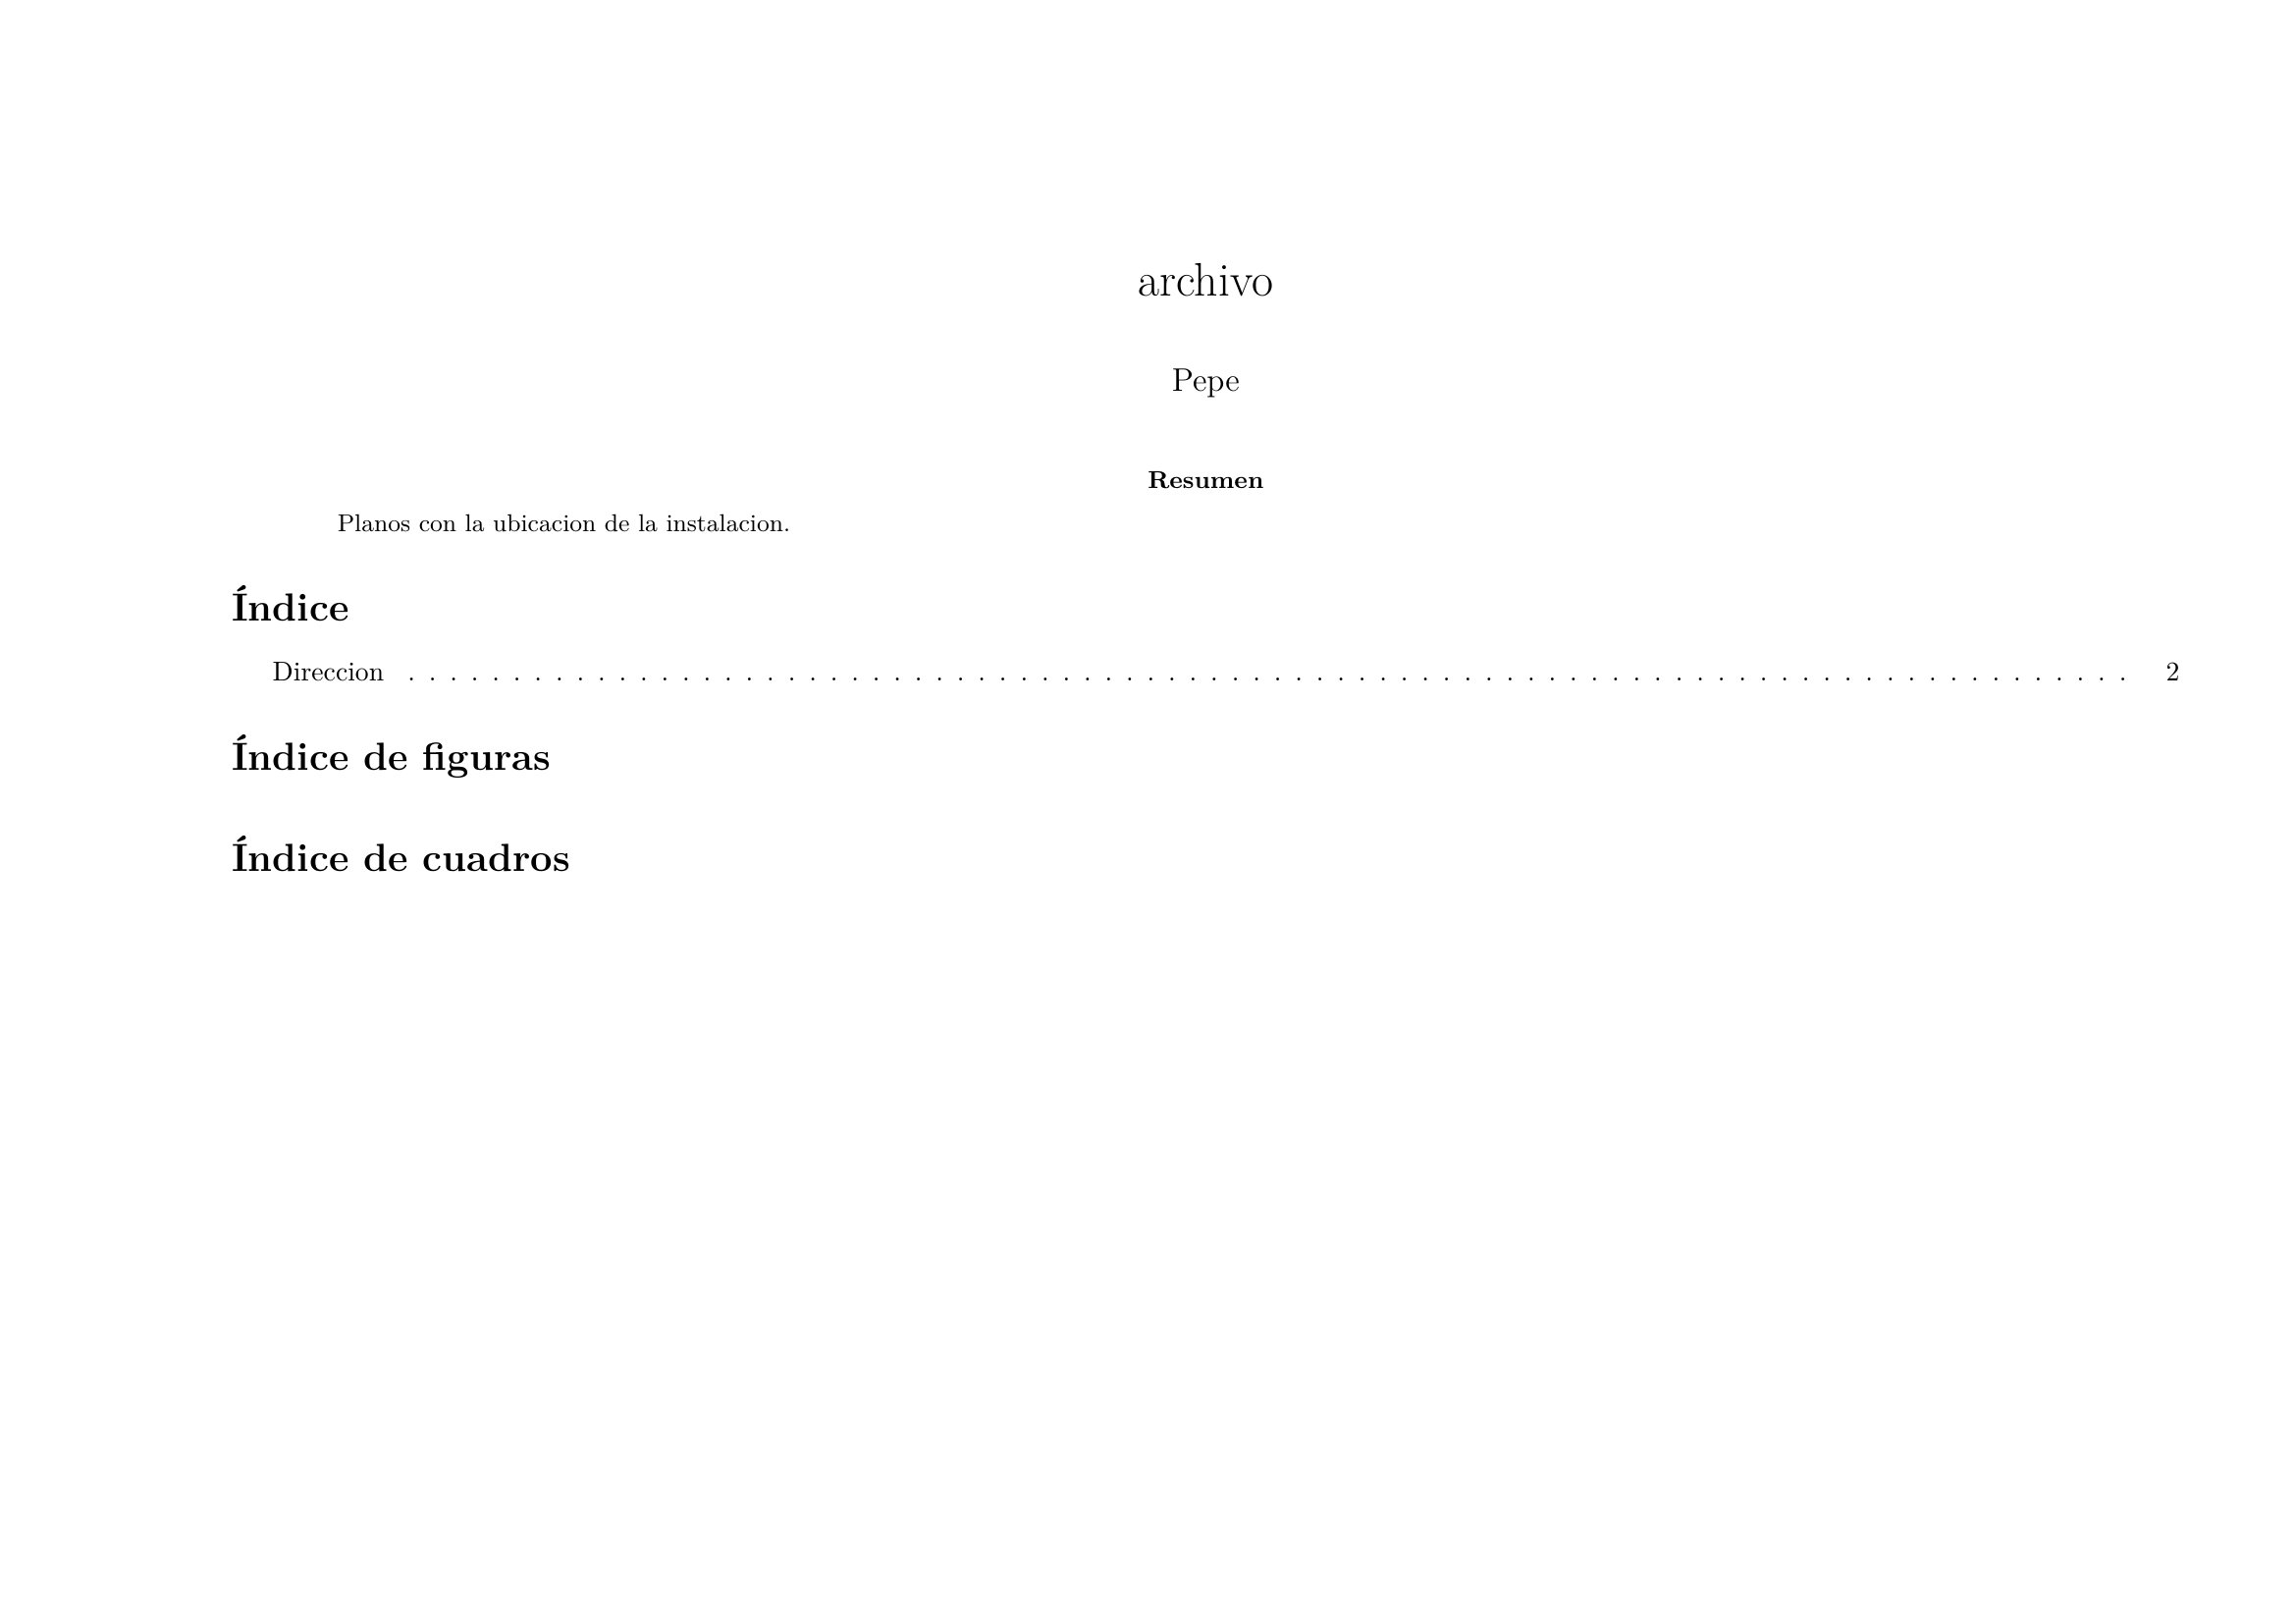 archivo
Pepe
Resumen
Planos con la ubicacion de la instalacion.
Índice
Direccion . . . . . . . . . . . . . . . . . . . . . . . . . . . . . . . . . . . . . . . . . . . . . . . . . . . . . . . . . . . . . . . . . . . . . . . . . . . . . . . . . . 2
Índice de figuras
Índice de cuadros